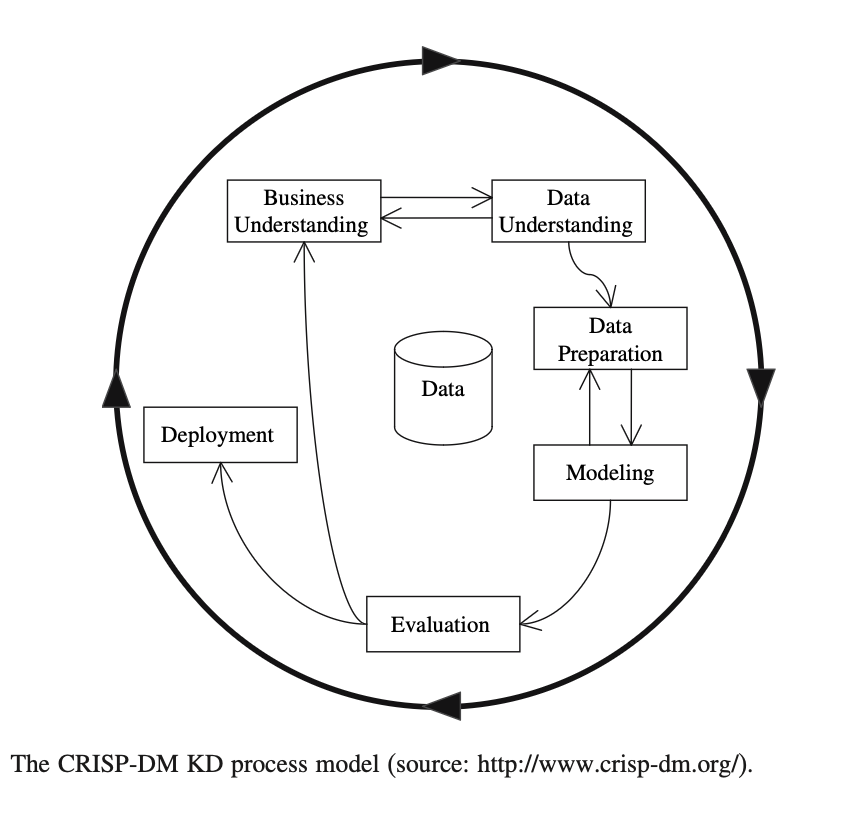 Business
Understanding
Data
Understanding
Data
Preparation
Data
Deployment
Modeling
Evaluation
The CRISP-DM KD process model (source: http://www.crisp-dm.org/).